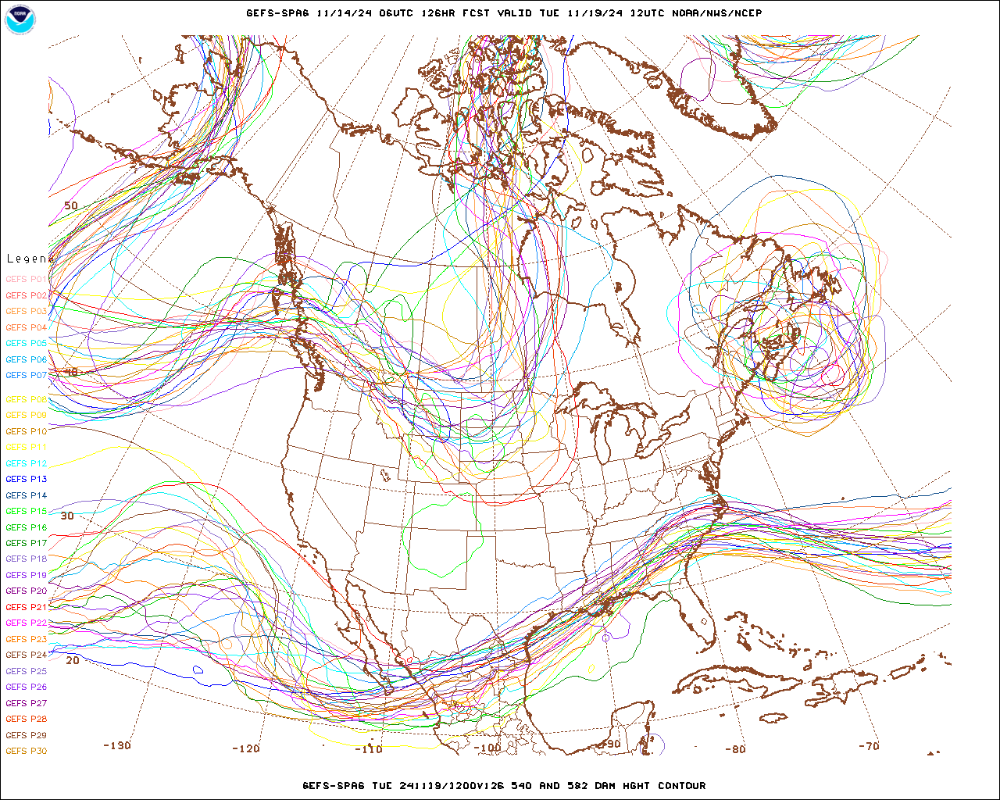 GEFS-SPAG 11/14/24 06UTC 126HR FCST VALID TUE 11/19/24 12UTC NOAA/NWS/NCEP
NOAA
50
Legend
GEFS P01
GEFS P02
GEFS P03
GEFS P04
GEFS P05
GEFS P06
GEFS P07
40
GEFS P08
GEFS P09
GEFS P10
GEFS P11
GEFS P12
GEFS P13
GEFS P14
GEFS P15
30
GEFS P16
GEFS P17
GEFS P18
GEFS P19
GEFS P20
GEFS P21
GEFS P22
GEFS P23
GEFS P24
20
GEFS P25
GEFS P26
GEFS P27
GEFS P28
GEFS P29
GEFS P30
-130 -120 -110 -100 -90 -80 -70
GEFS-SPAG TUE 241119/1200V126 540 AND 582 DAM HGHT CONTOUR